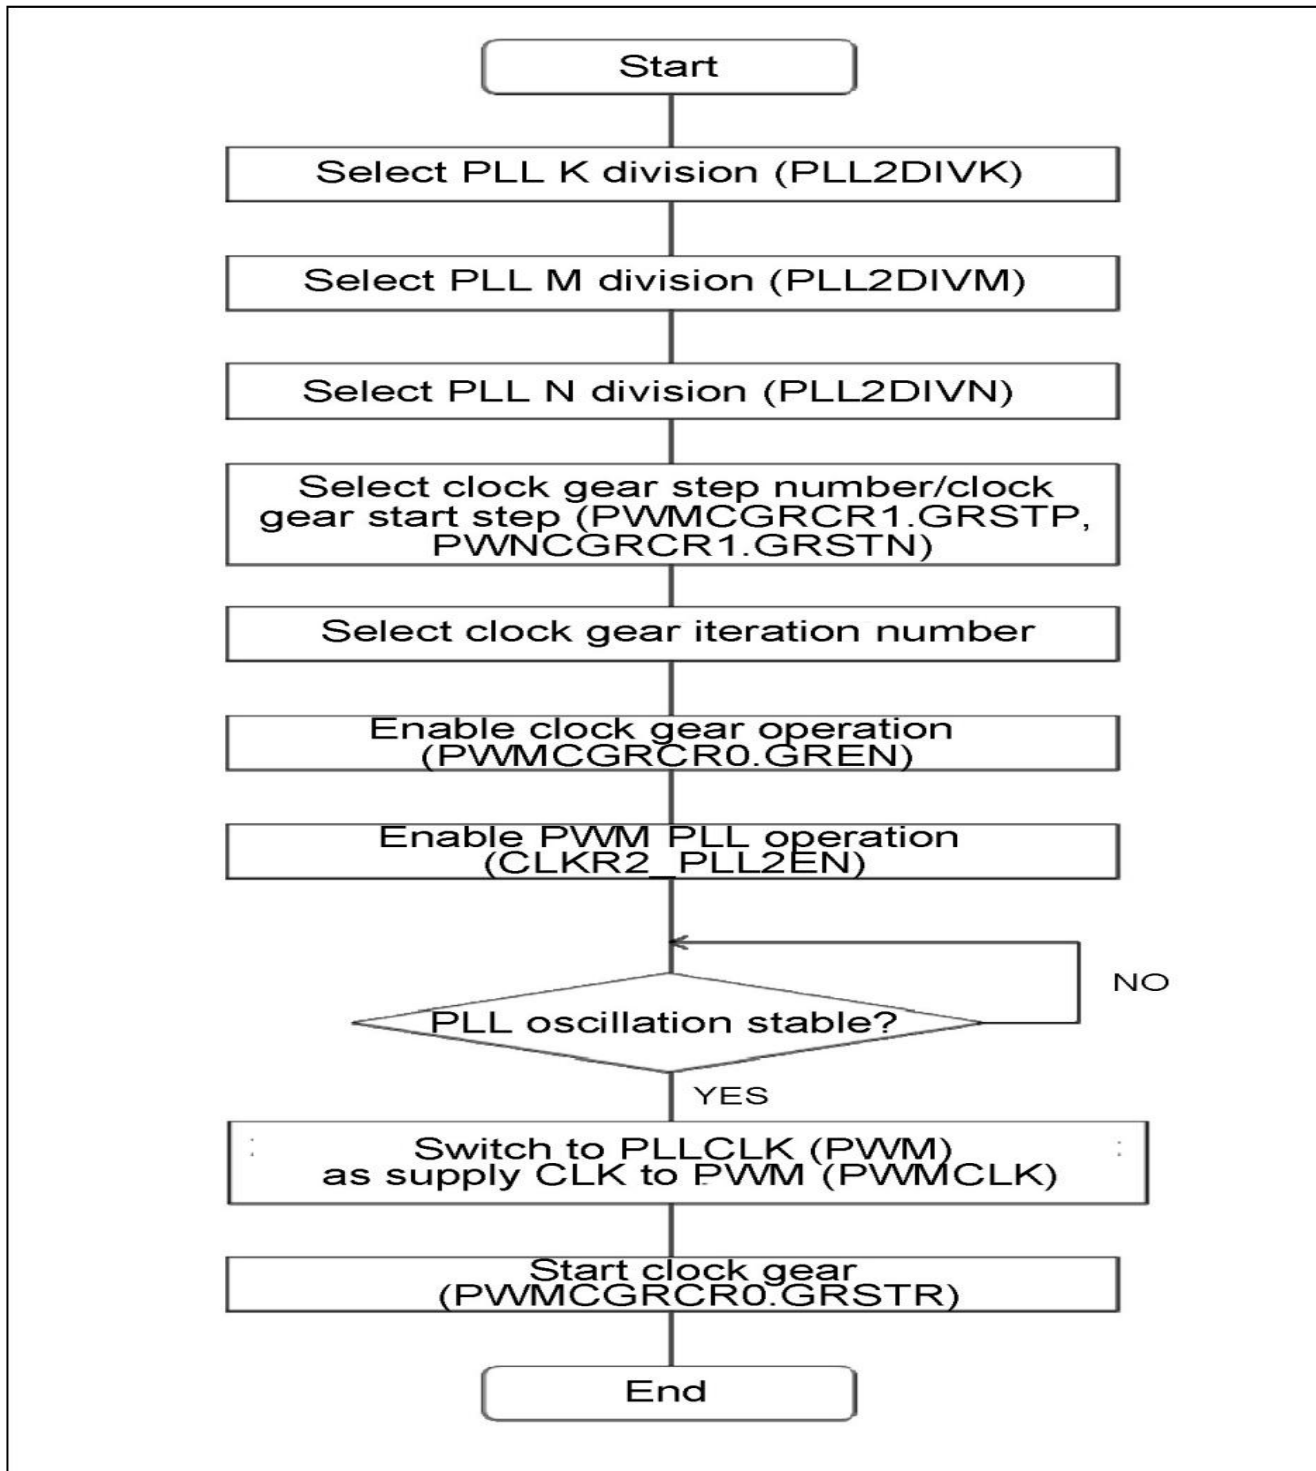 Start
Select PLL K division (PLL2DIVK)
Select PLL M division (PLL2DIVM)
Select PLL N division (PLL2DIVN)
Select clock gear step number/clock
gear start step (PWMCGRCR1.GRSTP,
PWNCGRCR1.GRSTN)
Select clock gear iteration number
Enable clock gear operation
(PWMCGRCR0.GREN)
Enable PWM PLL operation
(CLKR2_PLL2EN)
NO
PLL oscillation stable?
YES
Switch to PLLCLK (PWM)
as supply CLK to PWM (PWMCLK)
Start clock gear
(PWMCGRCR0.GRSTR)
End